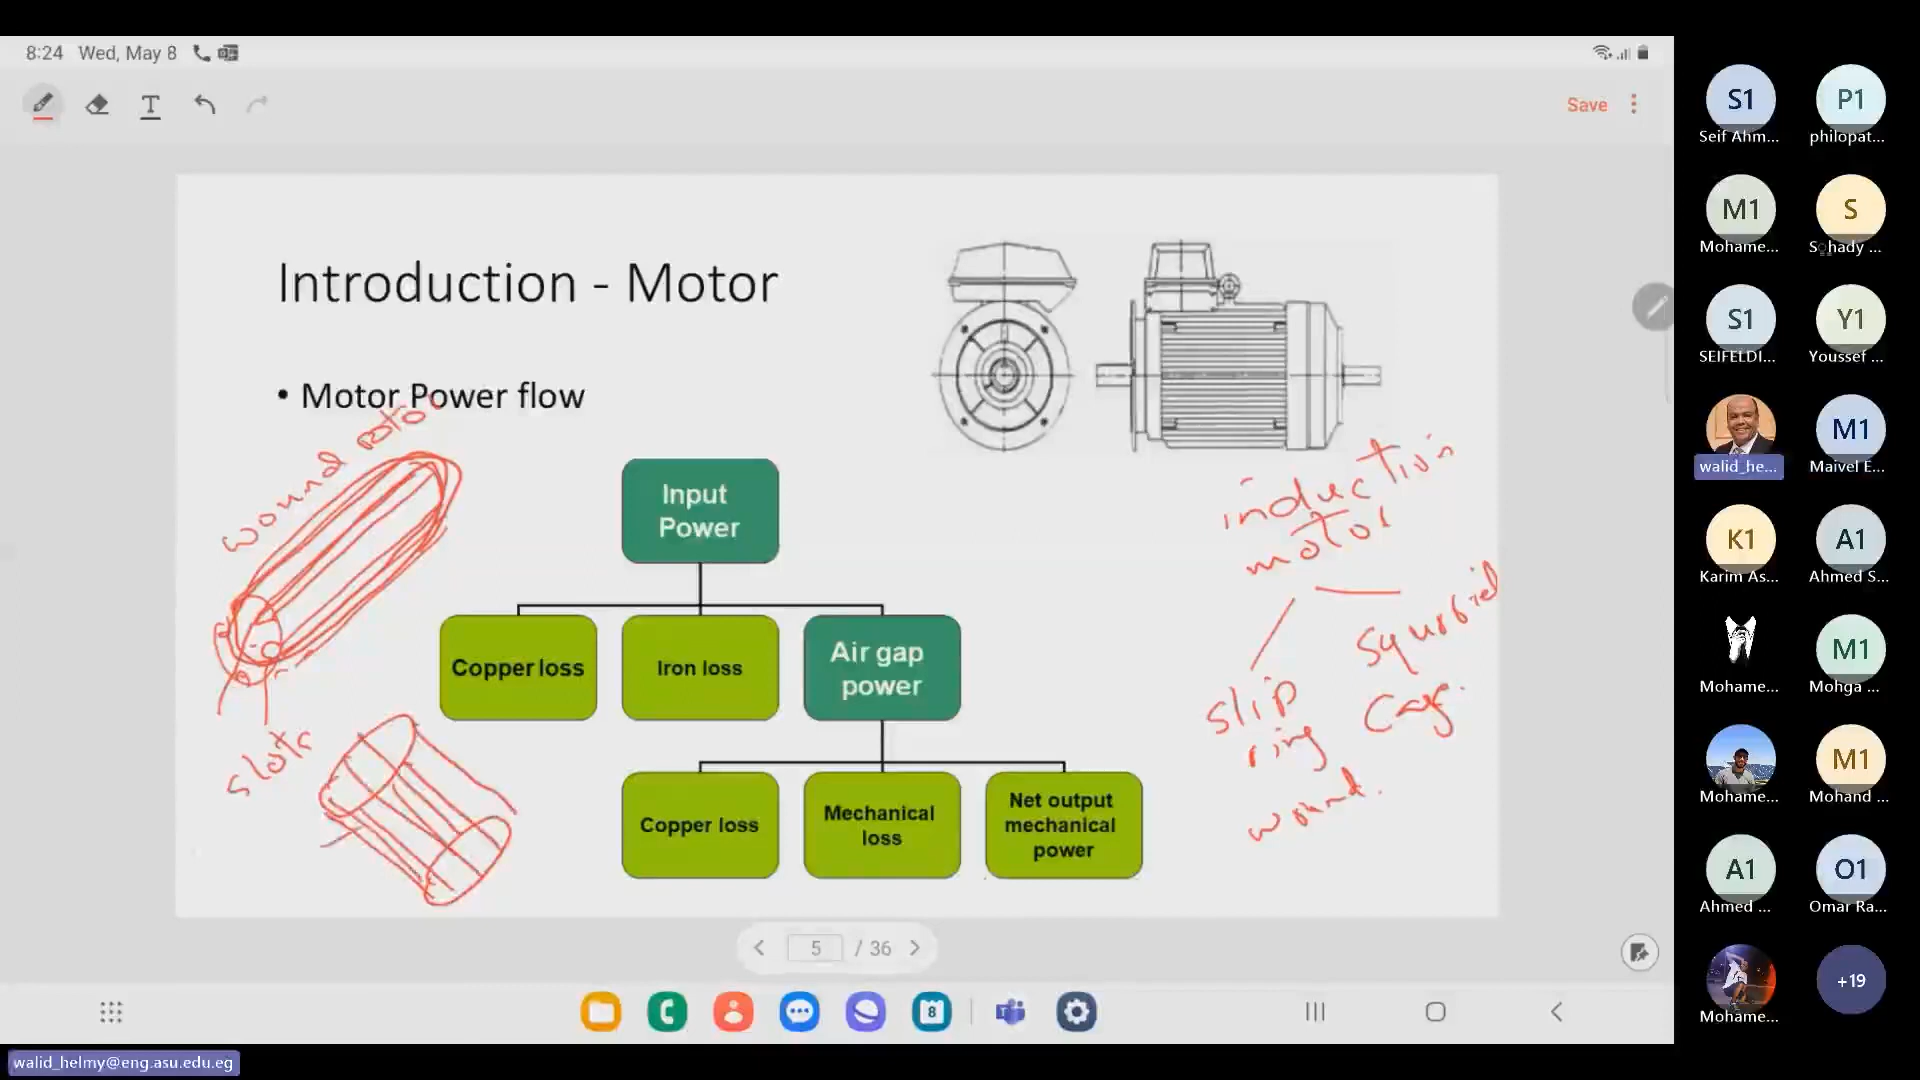 8:24 Wed, May 8
Save
Introduction - Motor
• Motor Power flow
wound rotor
Input
Power
Copper loss
Iron loss
Air gap
power
Copper loss
Mechanical
loss
Net output
mechanical
power
slots
induction
motor
slip
ring
wound.
Cage.
5 / 36
8
S1
Seif Ahm...
P1
philopat...
M1
Mohame...
S
Sohady ...
S1
SEIFELDI...
Y1
Youssef ...
walid_he...
M1
Maivel E...
K1
Karim As...
A1
Ahmed S...
Mohame...
M1
Mohga ...
Mohame...
M1
Mohand ...
A1
Ahmed ...
O1
Omar Ra...
Mohame...
+19
walid_helmy@eng.asu.edu.eg